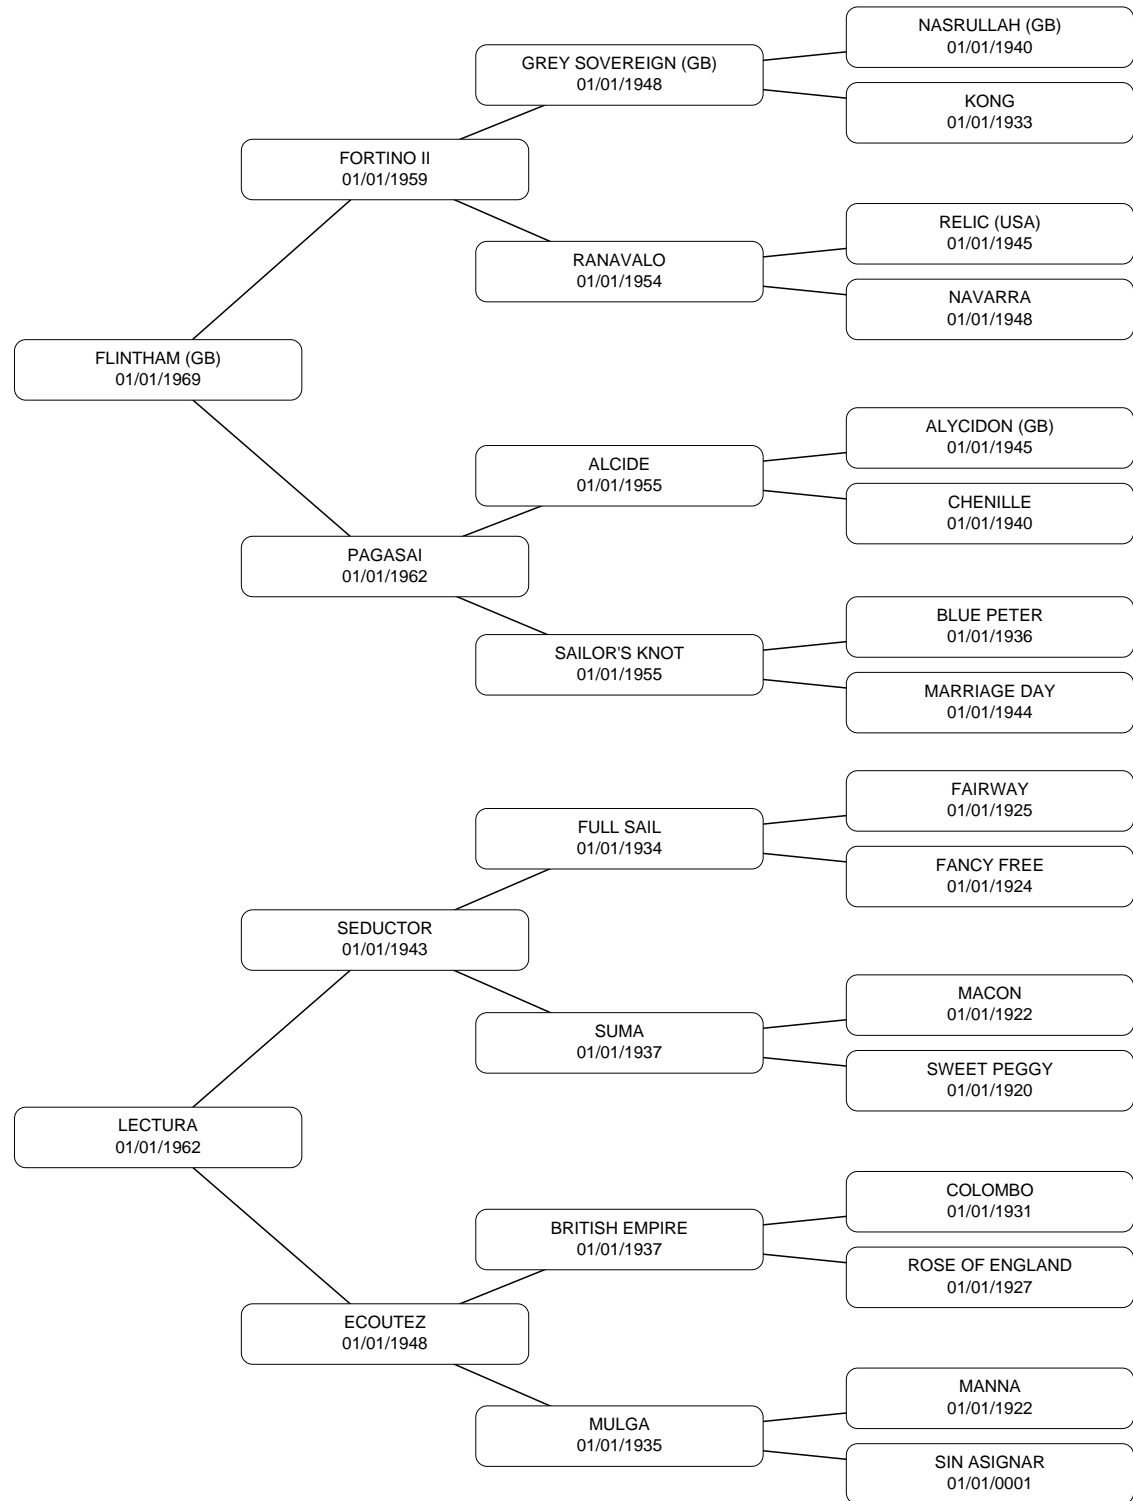 NASRULLAH (GB)
01/01/1940
GREY SOVEREIGN (GB)
01/01/1948
KONG
01/01/1933
FORTINO II
01/01/1959
RELIC (USA)
01/01/1945
RANAVALO
01/01/1954
NAVARRA
01/01/1948
FLINTHAM (GB)
01/01/1969
ALYCIDON (GB)
01/01/1945
ALCIDE
01/01/1955
CHENILLE
01/01/1940
PAGASAI
01/01/1962
BLUE PETER
01/01/1936
SAILOR'S KNOT
01/01/1955
MARRIAGE DAY
01/01/1944
FAIRWAY
01/01/1925
FULL SAIL
01/01/1934
FANCY FREE
01/01/1924
SEDUCTOR
01/01/1943
MACON
01/01/1922
SUMA
01/01/1937
SWEET PEGGY
01/01/1920
LECTURA
01/01/1962
COLOMBO
01/01/1931
BRITISH EMPIRE
01/01/1937
ROSE OF ENGLAND
01/01/1927
ECOUTEZ
01/01/1948
MANNA
01/01/1922
MULGA
01/01/1935
SIN ASIGNAR
01/01/0001